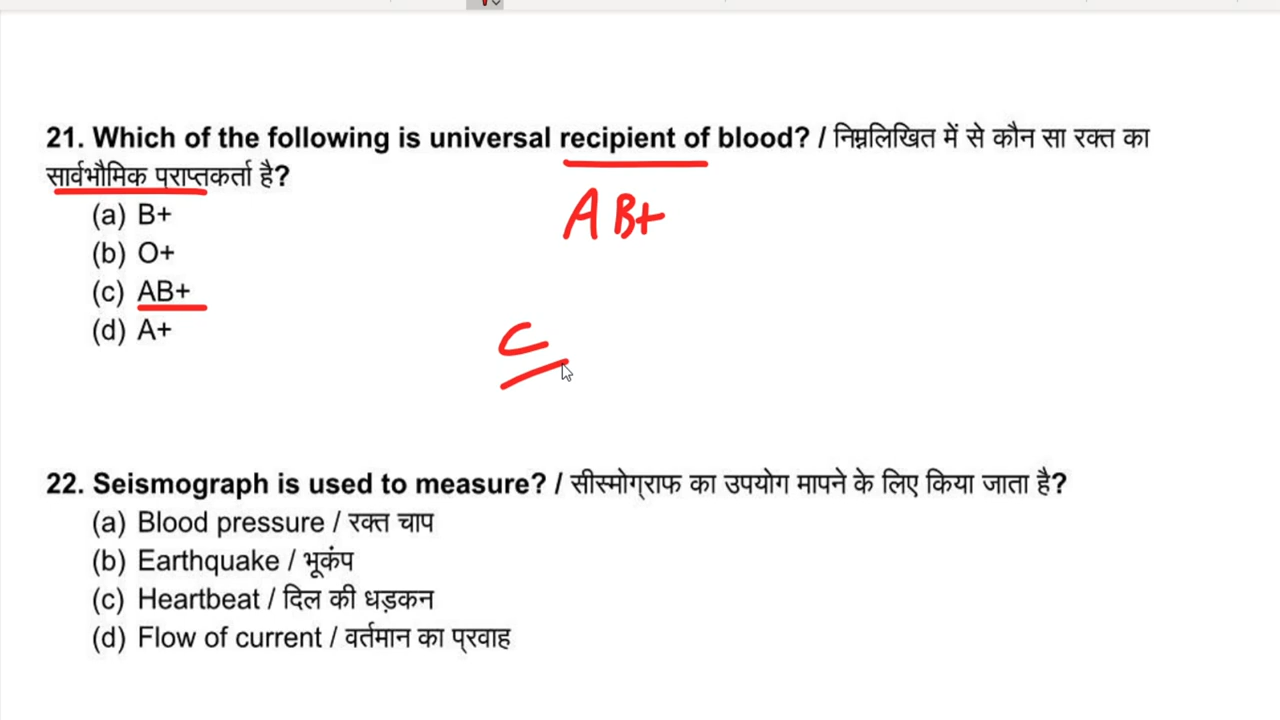 21. Which of the following is universal recipient of blood? / निम्नलिखित में से कौन सा रक्त का
सार्वभौमिक प्राप्तकर्ता है?
AB+
(a) B+
(b) O+
(c) AB+
(d) A+
C
22. Seismograph is used to measure? / सीस्मोग्राफ का उपयोग मापने के लिए किया जाता है?
(a) Blood pressure / रक्त चाप
(b) Earthquake / भूकंप
(c) Heartbeat / दिल की धड़कन
(d) Flow of current / वर्तमान का प्रवाह